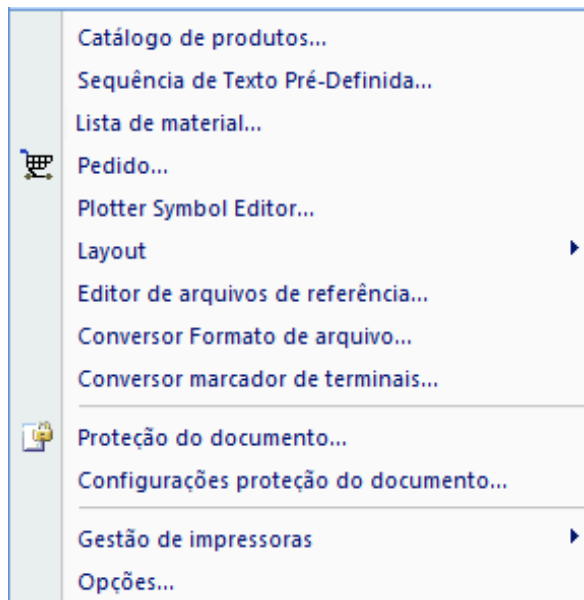 Catálogo de produtos...
Sequência de Texto Pré-Definida...
Lista de material...
Pedido...
Plotter Symbol Editor...
Layout
Editor de arquivos de referência...
Conversor Formato de arquivo...
Conversor marcador de terminais...
Proteção do documento...
Configurações proteção do documento...
Gestão de impressoras
Opções...